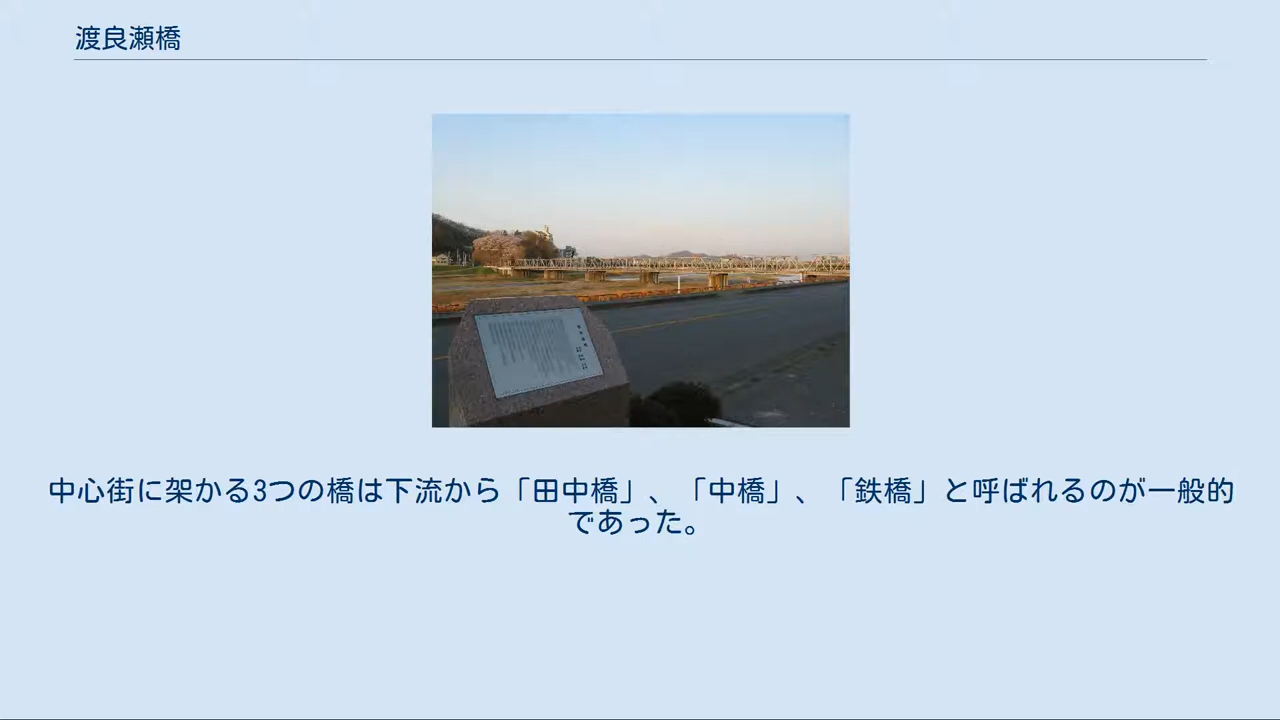 渡良瀬橋
中心街に架かる3つの橋は下流から「田中橋」、「中橋」、「鉄橋」と呼ばれるのが一般的
であった。